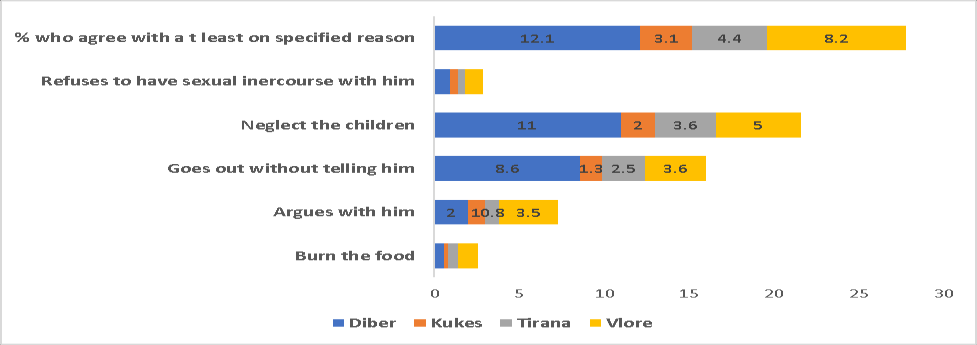 % who agree with a t least on specified reason
12.1 3.1 4.4 8.2
Refuses to have sexual inercourse with him
Neglect the children
11 2 3.6 5
Goes out without telling him
8.6 1.3 2.5 3.6
Argues with him
2 1 0.8 3.5
Burn the food
0 5 10 15 20 25 30
Diber Kukes Tirana Vlore